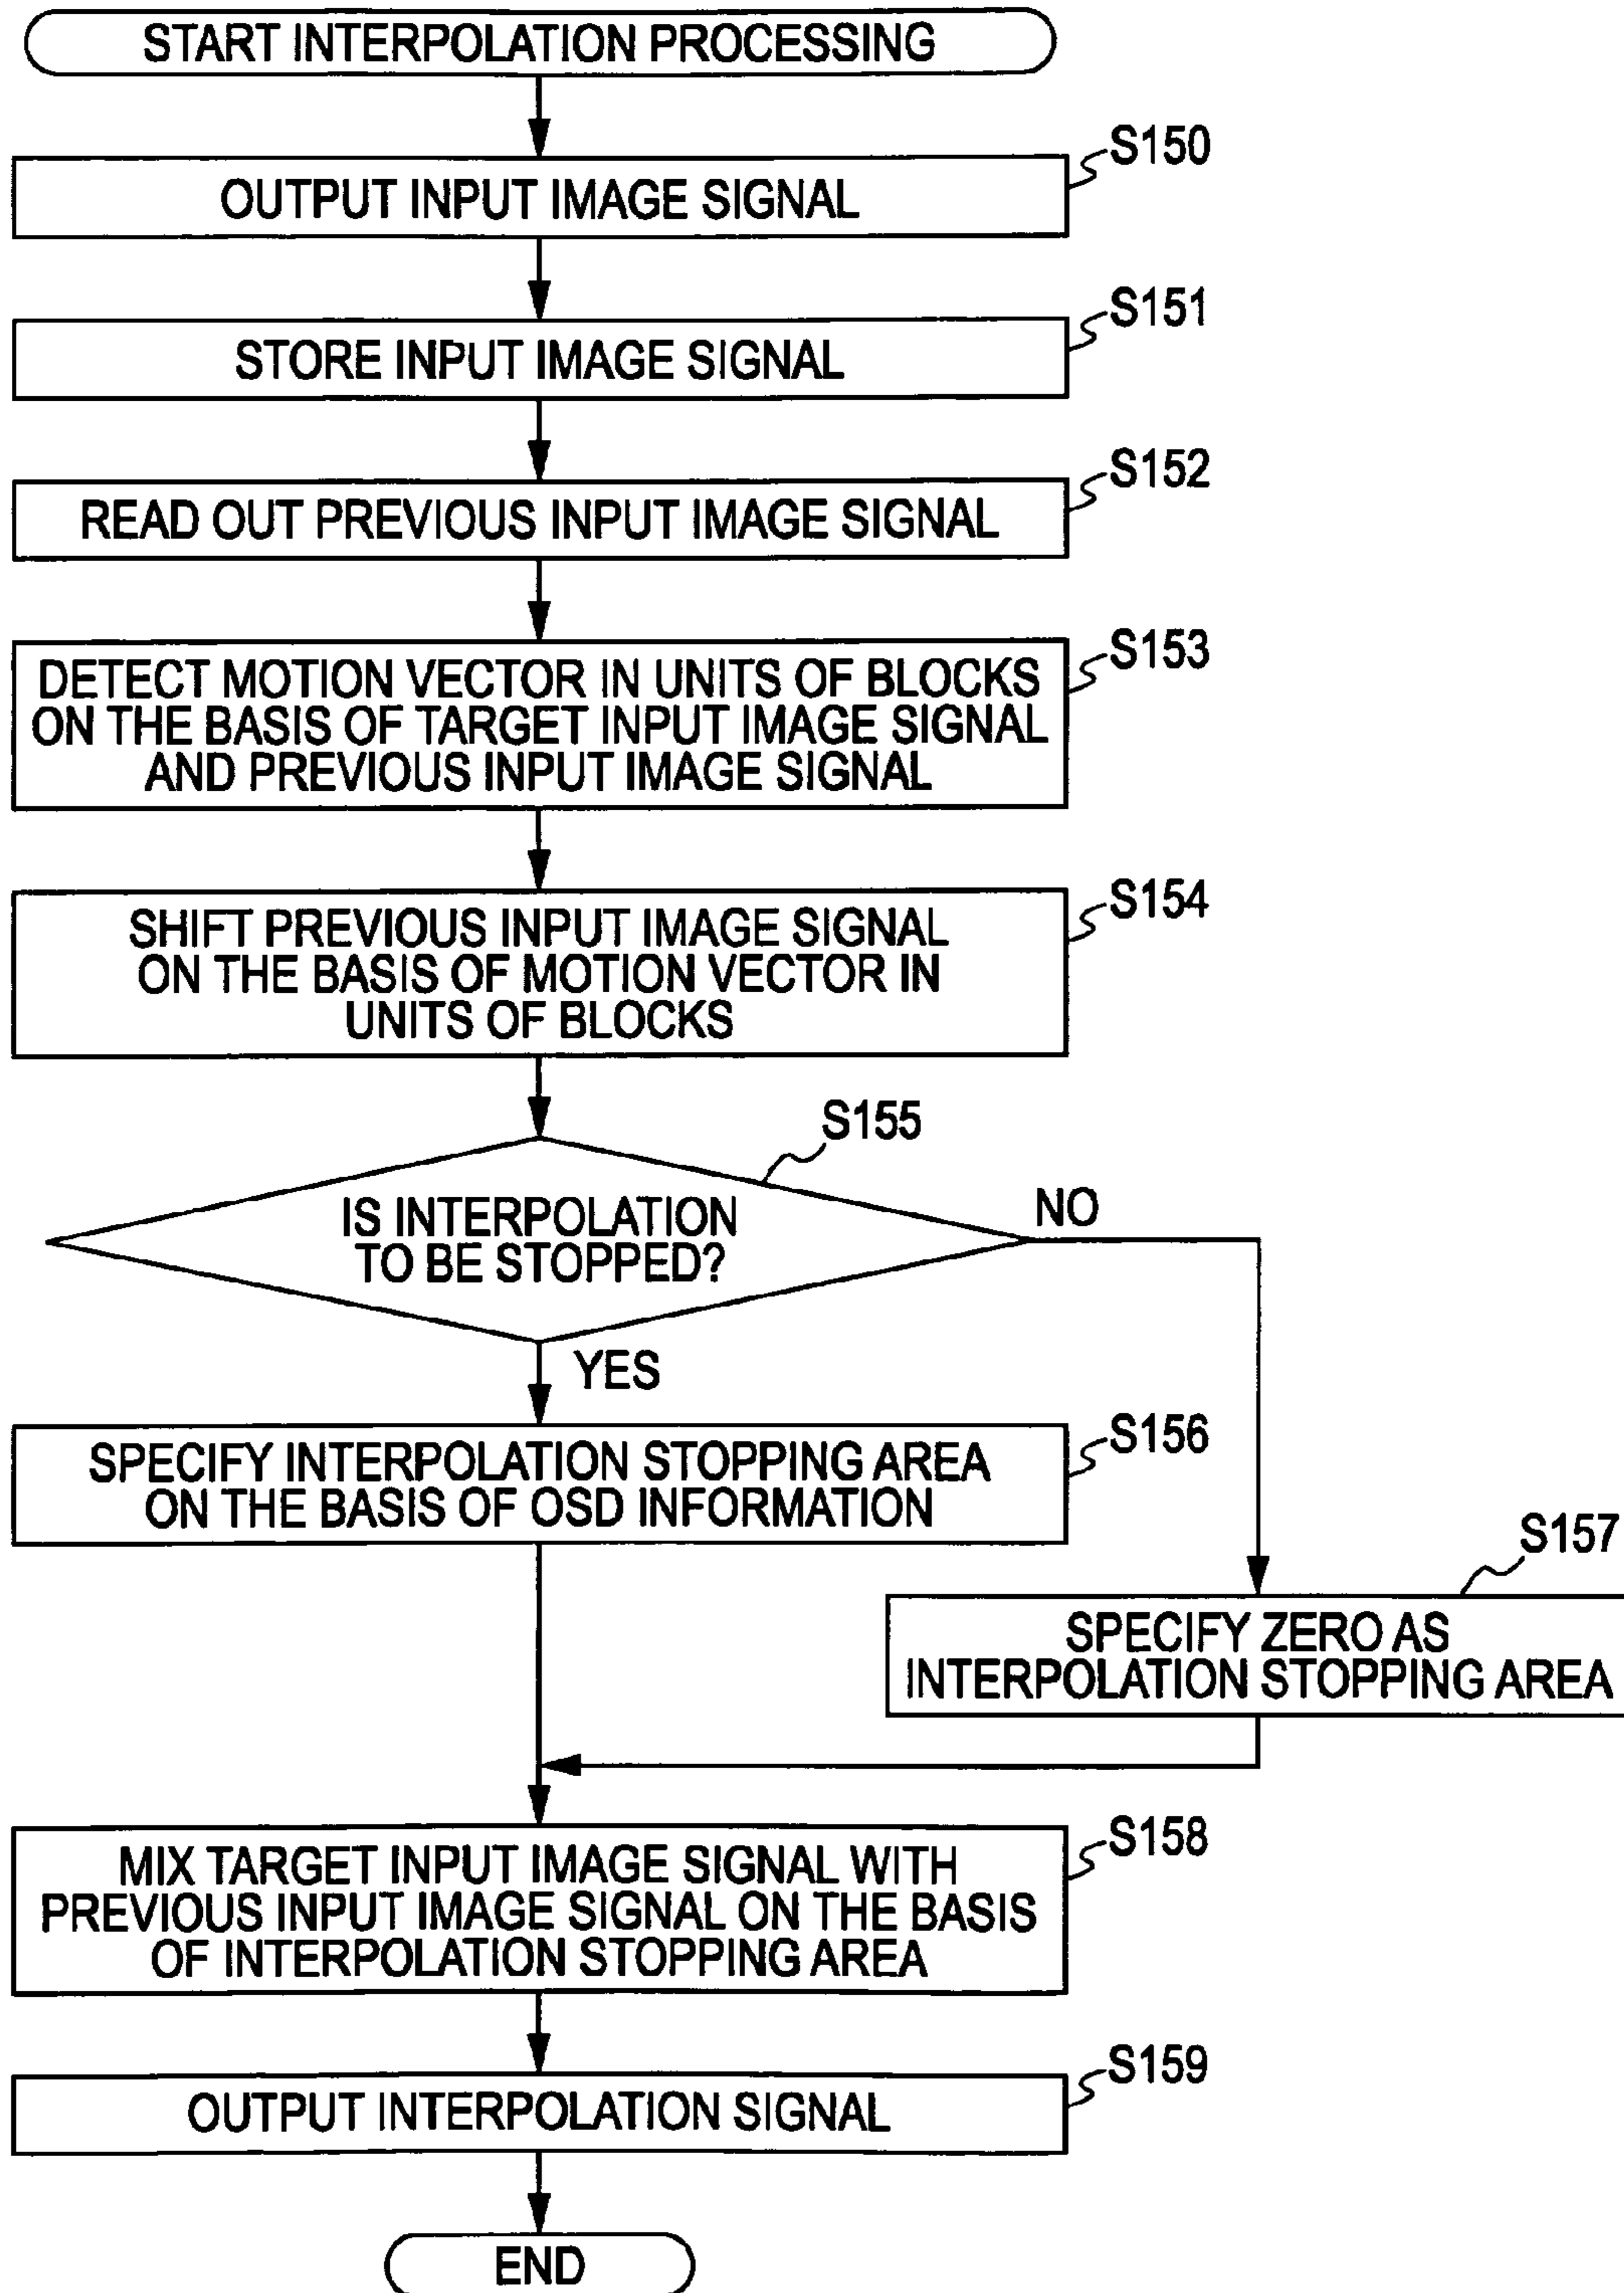 START INTERPOLATION PROCESSING
S150
OUTPUT INPUT IMAGE SIGNAL
S151
STORE INPUT IMAGE SIGNAL
S152
READ OUT PREVIOUS INPUT IMAGE SIGNAL
S153
DETECT MOTION VECTOR IN UNITS OF BLOCKS
ON THE BASIS OF TARGET INPUT IMAGE SIGNAL
AND PREVIOUS INPUT IMAGE SIGNAL
S154
SHIFT PREVIOUS INPUT IMAGE SIGNAL
ON THE BASIS OF MOTION VECTOR IN
UNITS OF BLOCKS
S155
IS INTERPOLATION
TO BE STOPPED?
NO
YES
S156
SPECIFY INTERPOLATION STOPPING AREA
ON THE BASIS OF OSD INFORMATION
S157
SPECIFY ZERO AS
INTERPOLATION STOPPING AREA
S158
MIX TARGET INPUT IMAGE SIGNAL WITH
PREVIOUS INPUT IMAGE SIGNAL ON THE BASIS
OF INTERPOLATION STOPPING AREA
S159
OUTPUT INTERPOLATION SIGNAL
END